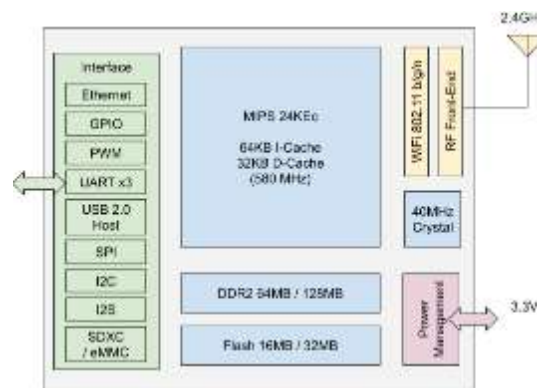 2.4GH
Interface
Ethernet
GPIO
PWM
UART x3
USB 2.0
Host
SPI
I2C
I2S
SDXC
/ eMMC
MIPS 24KEc
64KB I-Cache
32KB D-Cache
(580 MHz)
DDR2 64MB / 128MB
Flash 16MB / 32MB
WiFi 802.11 b/g/n
RF Front-End
40MHz
Crystal
Power
Management
3.3V